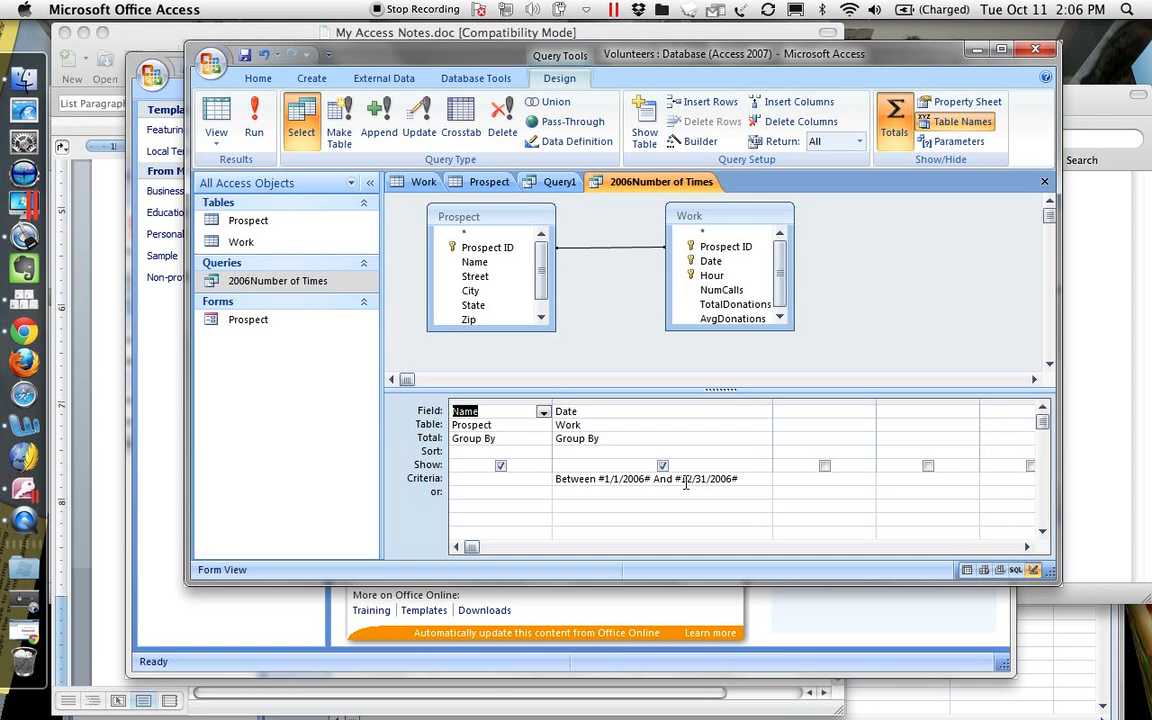 Microsoft Office Access
Stop Recording
(Charged)
Tue Oct 11 2:06 PM
My Access Notes.doc [Compatibility Mode]
New
Open
List Paragraph
Search
Query Tools
Volunteers : Database (Access 2007) - Microsoft Access
Home
Create
External Data
Database Tools
Design
View
Run
Select
Make Table
Append
Update
Crosstab
Delete
Union
Pass-Through
Data Definition
Show Table
Insert Rows
Delete Rows
Builder
Insert Columns
Delete Columns
Return: All
Totals
Property Sheet
Table Names
Parameters
Results
Query Type
Query Setup
Show/Hide
Templa
Featurin
Local Te
From M
Business
Educatio
Personal
Sample
Non-prof
All Access Objects
Tables
Prospect
Work
Queries
2006Number of Times
Forms
Prospect
Work
Prospect
Query1
2006Number of Times
Prospect
*
Prospect ID
Name
Street
City
State
Zip
Work
*
Prospect ID
Date
Hour
NumCalls
TotalDonations
AvgDonations
Field: Name Date
Table: Prospect Work
Total: Group By Group By
Sort:
Show:
Criteria: Between #1/1/2006# And #12/31/2006#
or:
Form View
SQL
More on Office Online:
Training
Templates
Downloads
Automatically update this content from Office Online
Learn more
Ready